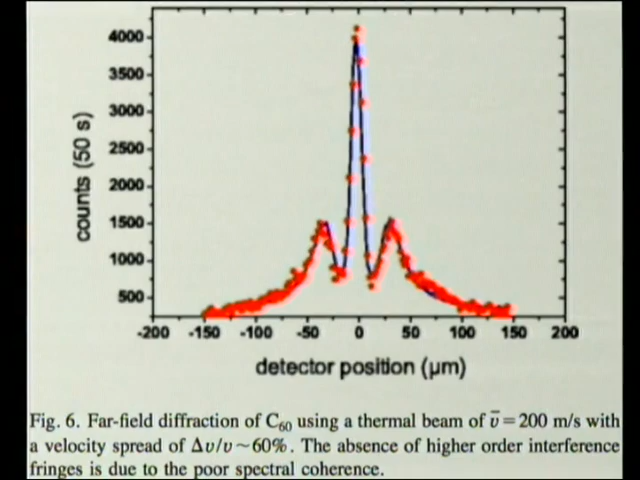 4000
3500
3000
2500
2000
1500
1000
500
counts (50 s)
-200 -150 -100 -50 0 50 100 150 200
detector position (µm)
Fig. 6. Far-field diffraction of C₆₀ using a thermal beam of v̅ = 200 m/s with
a velocity spread of Δv/v ~ 60%. The absence of higher order interference
fringes is due to the poor spectral coherence.